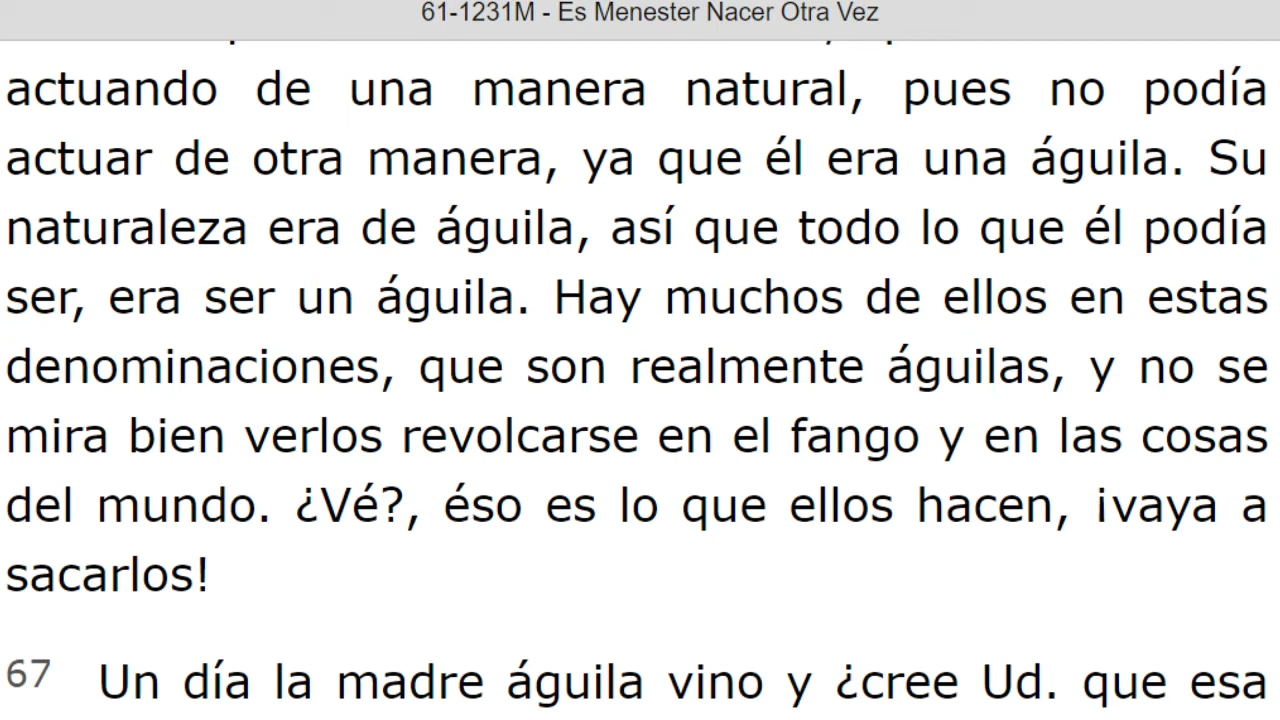 61-1231M - Es Menester Nacer Otra Vez
actuando de una manera natural, pues no podía
actuar de otra manera, ya que él era una águila. Su
naturaleza era de águila, así que todo lo que él podía
ser, era ser un águila. Hay muchos de ellos en estas
denominaciones, que son realmente águilas, y no se
mira bien verlos revolcarse en el fango y en las cosas
del mundo. ¿Vé?, éso es lo que ellos hacen, ¡vaya a
sacarlos!
67 Un día la madre águila vino y ¿cree Ud. que esa